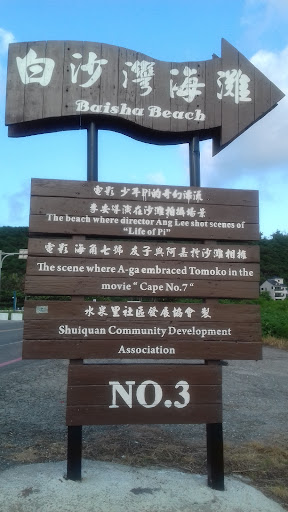 白沙灣海灘
Baisha Beach
電影 少年Pi的奇幻漂流
李安導演在沙灘拍攝場景
The beach where director Ang Lee shot scenes of
"Life of Pi"
電影 海角七號 友子與阿嘉於沙灘相擁
The scene where A-ga embraced Tomoko in the
movie " Cape No.7 "
水泉里社區發展協會 製
Shuiquan Community Development
Association
NO.3